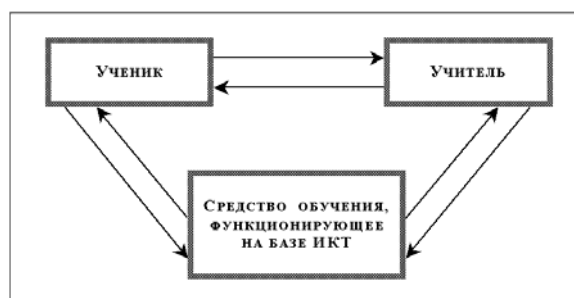 Ученик
Учитель
Средство обучения,
функционирующее
на базе ИКТ